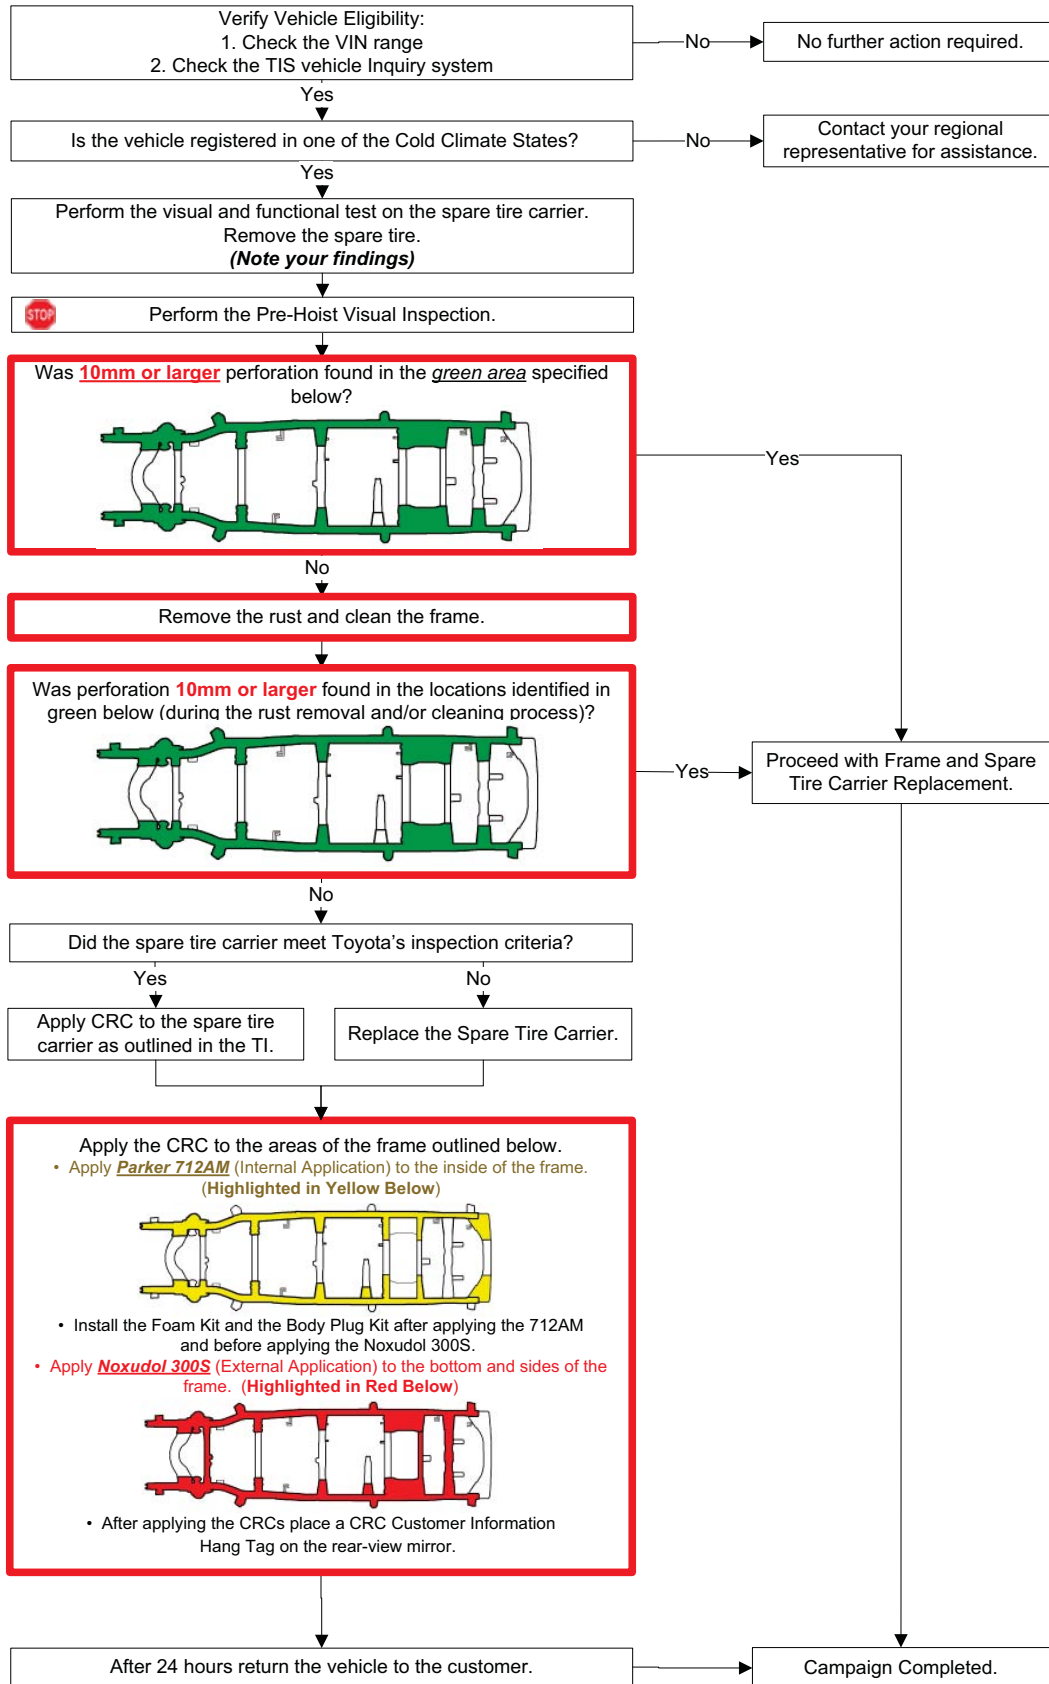 Verify Vehicle Eligibility:
1. Check the VIN range
2. Check the TIS vehicle Inquiry system
No
No further action required.
Yes
Is the vehicle registered in one of the Cold Climate States?
No
Contact your regional
representative for assistance.
Yes
Perform the visual and functional test on the spare tire carrier.
Remove the spare tire.
(Note your findings)
STOP
Perform the Pre-Hoist Visual Inspection.
Was 10mm or larger perforation found in the green area specified
below?
Yes
No
Remove the rust and clean the frame.
Was perforation 10mm or larger found in the locations identified in
green below (during the rust removal and/or cleaning process)?
Yes
Proceed with Frame and Spare
Tire Carrier Replacement.
No
Did the spare tire carrier meet Toyota's inspection criteria?
Yes
No
Apply CRC to the spare tire
carrier as outlined in the TI.
Replace the Spare Tire Carrier.
Apply the CRC to the areas of the frame outlined below.
• Apply Parker 712AM (Internal Application) to the inside of the frame.
(Highlighted in Yellow Below)
• Install the Foam Kit and the Body Plug Kit after applying the 712AM
and before applying the Noxudol 300S.
• Apply Noxudol 300S (External Application) to the bottom and sides of the
frame. (Highlighted in Red Below)
• After applying the CRCs place a CRC Customer Information
Hang Tag on the rear-view mirror.
After 24 hours return the vehicle to the customer.
Campaign Completed.